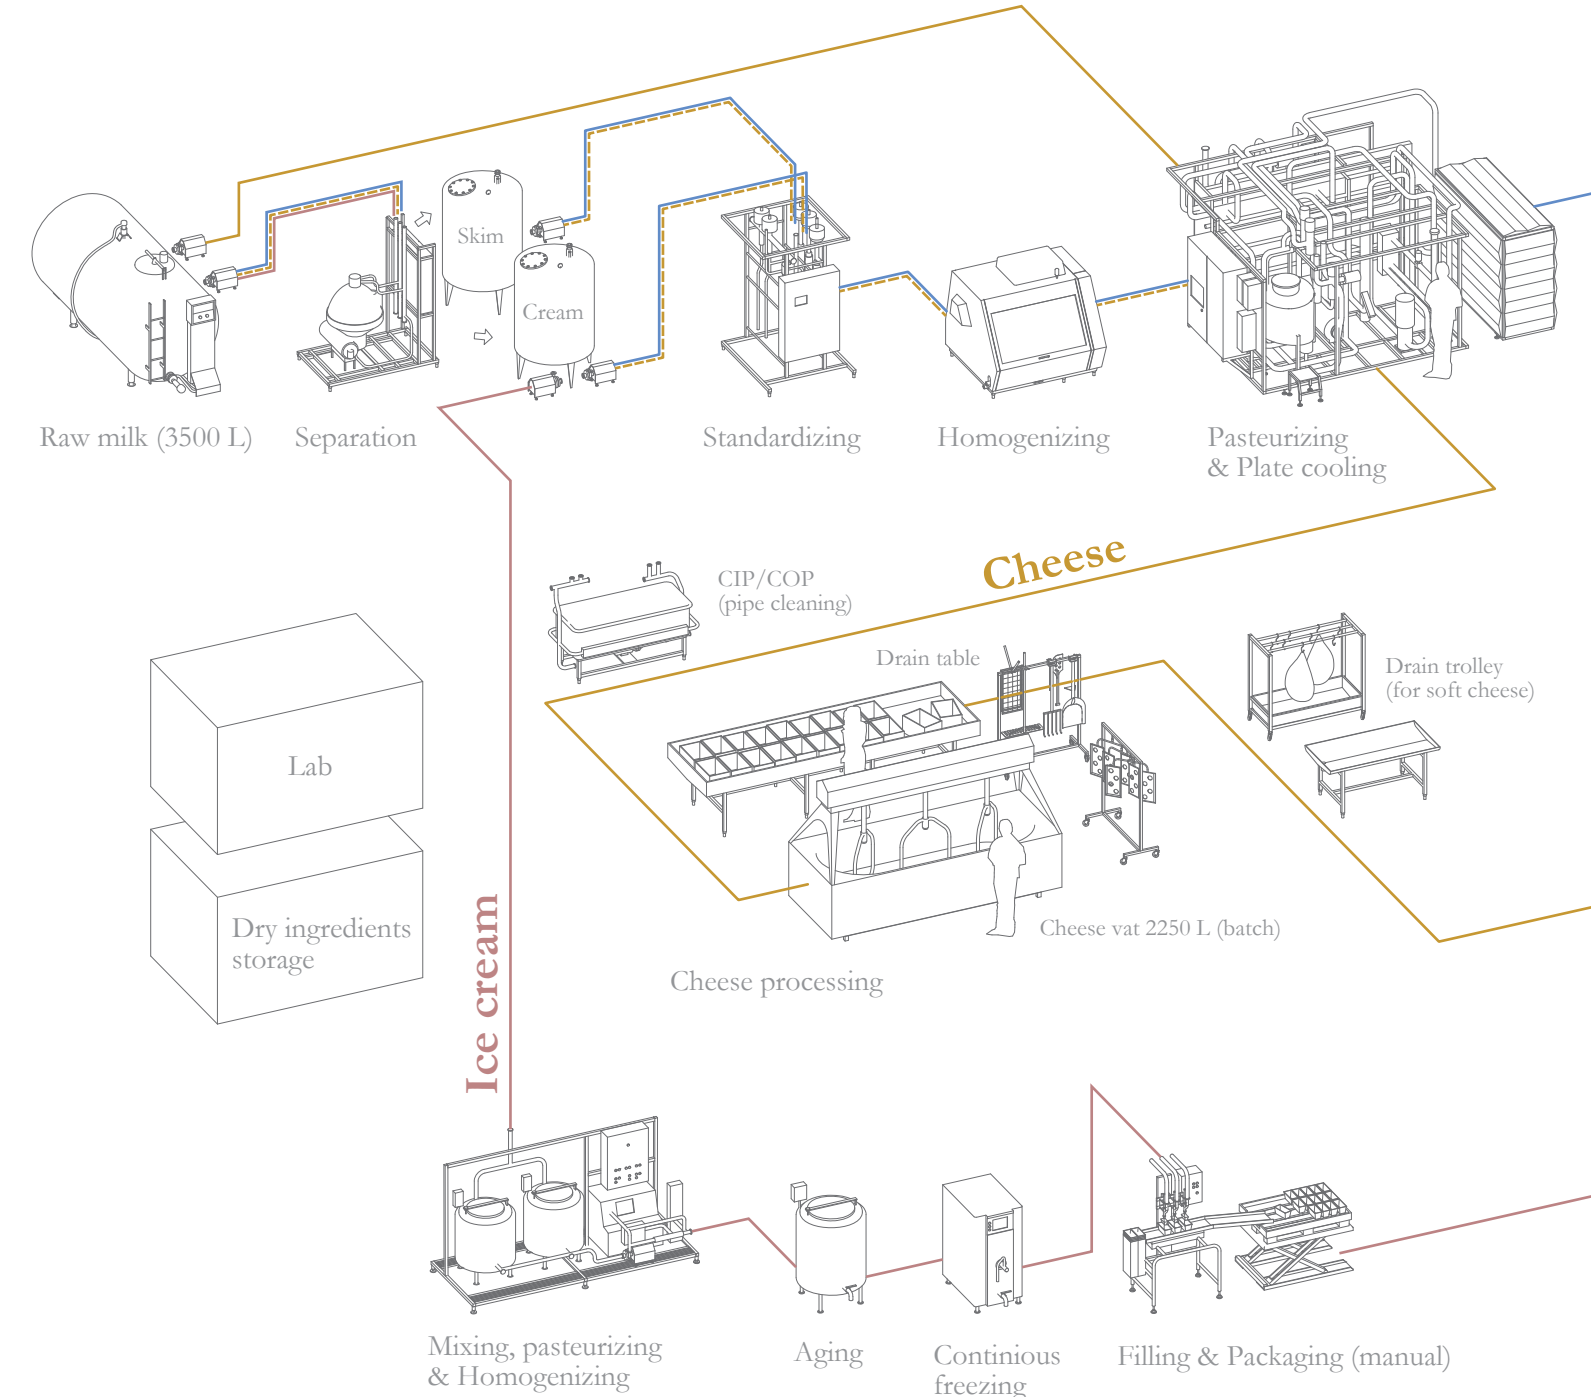 Skim
Cream
Raw milk (3500 L)
Separation
Standardizing
Homogenizing
Pasteurizing
& Plate cooling
Cheese
CIP/COP
(pipe cleaning)
Drain table
Drain trolley
(for soft cheese)
Lab
Dry ingredients
storage
Cheese vat 2250 L (batch)
Cheese processing
Ice cream
Mixing, pasteurizing
& Homogenizing
Aging
Continious
freezing
Filling & Packaging (manual)